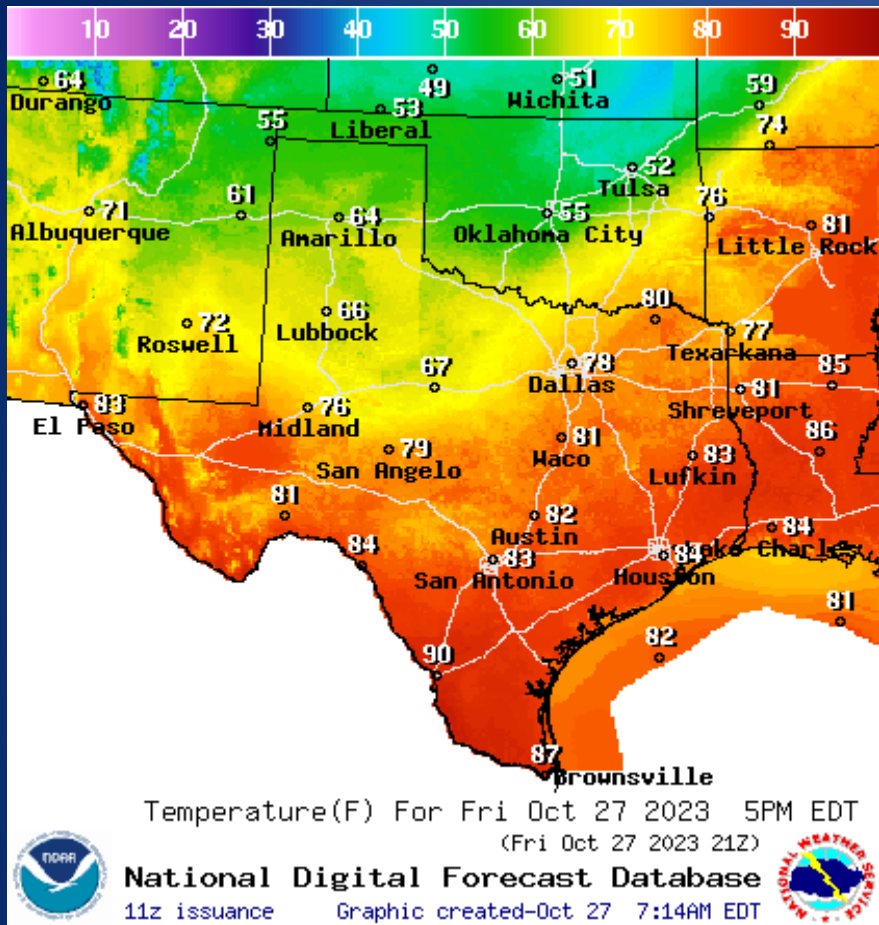 10 20 30 40 50 60 70 80 90
64
Durango
49
51
Wichita
59
53
Liberal
55
74
52
Tulsa
71
Albuquerque
61
64
Amarillo
55
Oklahoma City
76
81
Little Rock
72
Roswell
66
Lubbock
80
77
Texarkana
67
78
Dallas
85
81
Shreveport
83
El Paso
76
Midland
79
San Angelo
81
Waco
83
Lufkin
86
81
82
Austin
84
83
San Antonio
84
Houston
84
Lake Charles
90
82
81
87
Brownsville
Temperature(F) For Fri Oct 27 2023 5PM EDT
(Fri Oct 27 2023 21Z)
NOAA
National Digital Forecast Database
11z issuance Graphic created-Oct 27 7:14AM EDT
NATIONAL WEATHER SERVICE